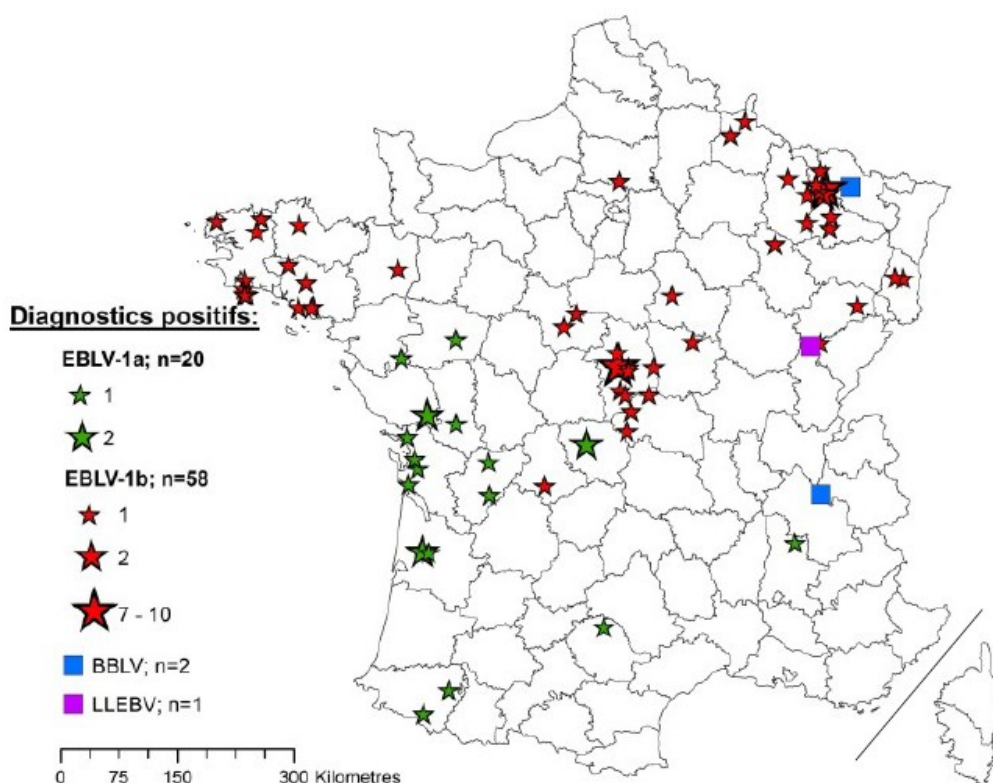 Diagnostics positifs:
EBLV-1a; n=20
1
2
EBLV-1b; n=58
1
2
7 - 10
BBLV; n=2
LLEBV; n=1
0 75 150 300 Kilometres